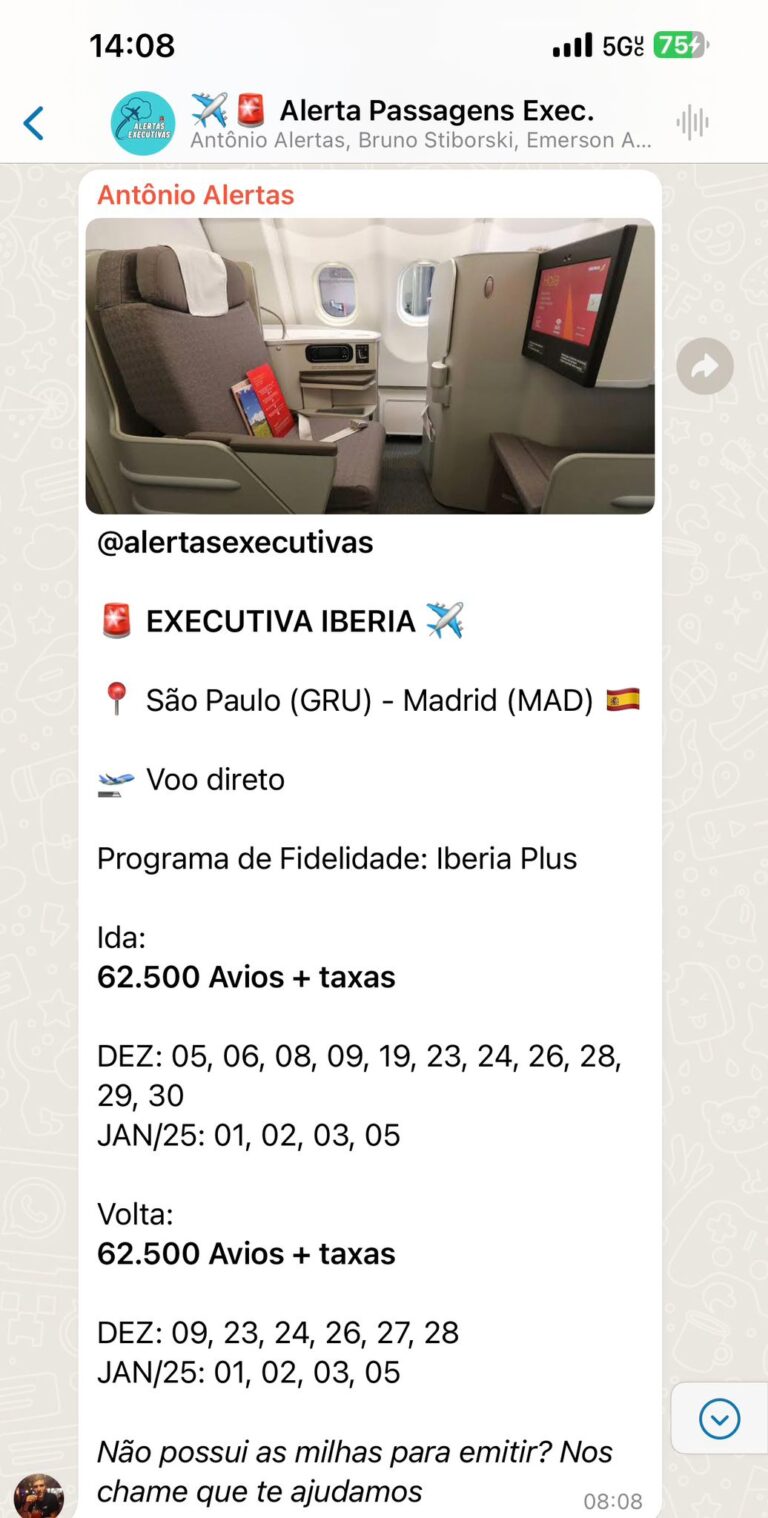 14:08
5GUC
75
ALERTAS
EXECUTIVAS
✈️🚨 Alerta Passagens Exec.
Antônio Alertas, Bruno Stiborski, Emerson A...
Antônio Alertas
@alertasexecutivas
🚨 EXECUTIVA IBERIA ✈️
📍 São Paulo (GRU) - Madrid (MAD) 🇪🇸
🛫 Voo direto
Programa de Fidelidade: Iberia Plus
Ida:
62.500 Avios + taxas
DEZ: 05, 06, 08, 09, 19, 23, 24, 26, 28,
29, 30
JAN/25: 01, 02, 03, 05
Volta:
62.500 Avios + taxas
DEZ: 09, 23, 24, 26, 27, 28
JAN/25: 01, 02, 03, 05
Não possui as milhas para emitir? Nos
chame que te ajudamos
08:08